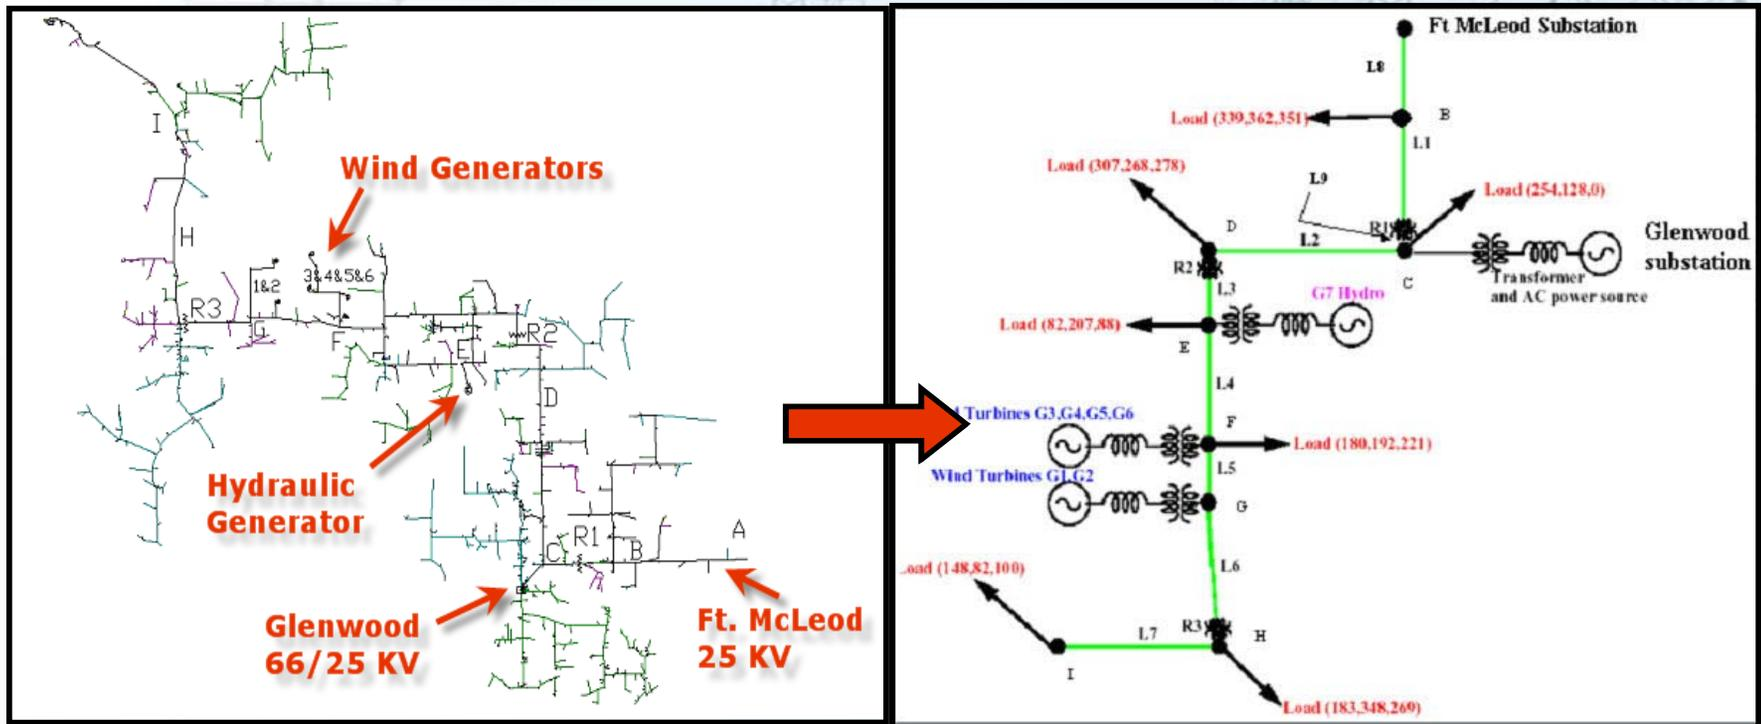 I
Wind Generators
H
3&4&5&6
1&2
R3
G
F
E
R2
D
Hydraulic
Generator
A
R1
C
B
Glenwood
66/25 KV
Ft. McLeod
25 KV
Ft McLeod Substation
L8
Load (339,362,351)
B
L1
Load (307,268,278)
L9
Load (254,128,0)
D
R1
L2
Glenwood
substation
R2
C
Transformer
and AC power source
L3
G7 Hydro
Load (82,207,88)
E
L4
Turbines G3,G4,G5,G6
F
Load (180,192,221)
L5
Wind Turbines G1,G2
G
Load (148,82,100)
L6
R3
L7
H
I
Load (183,348,269)